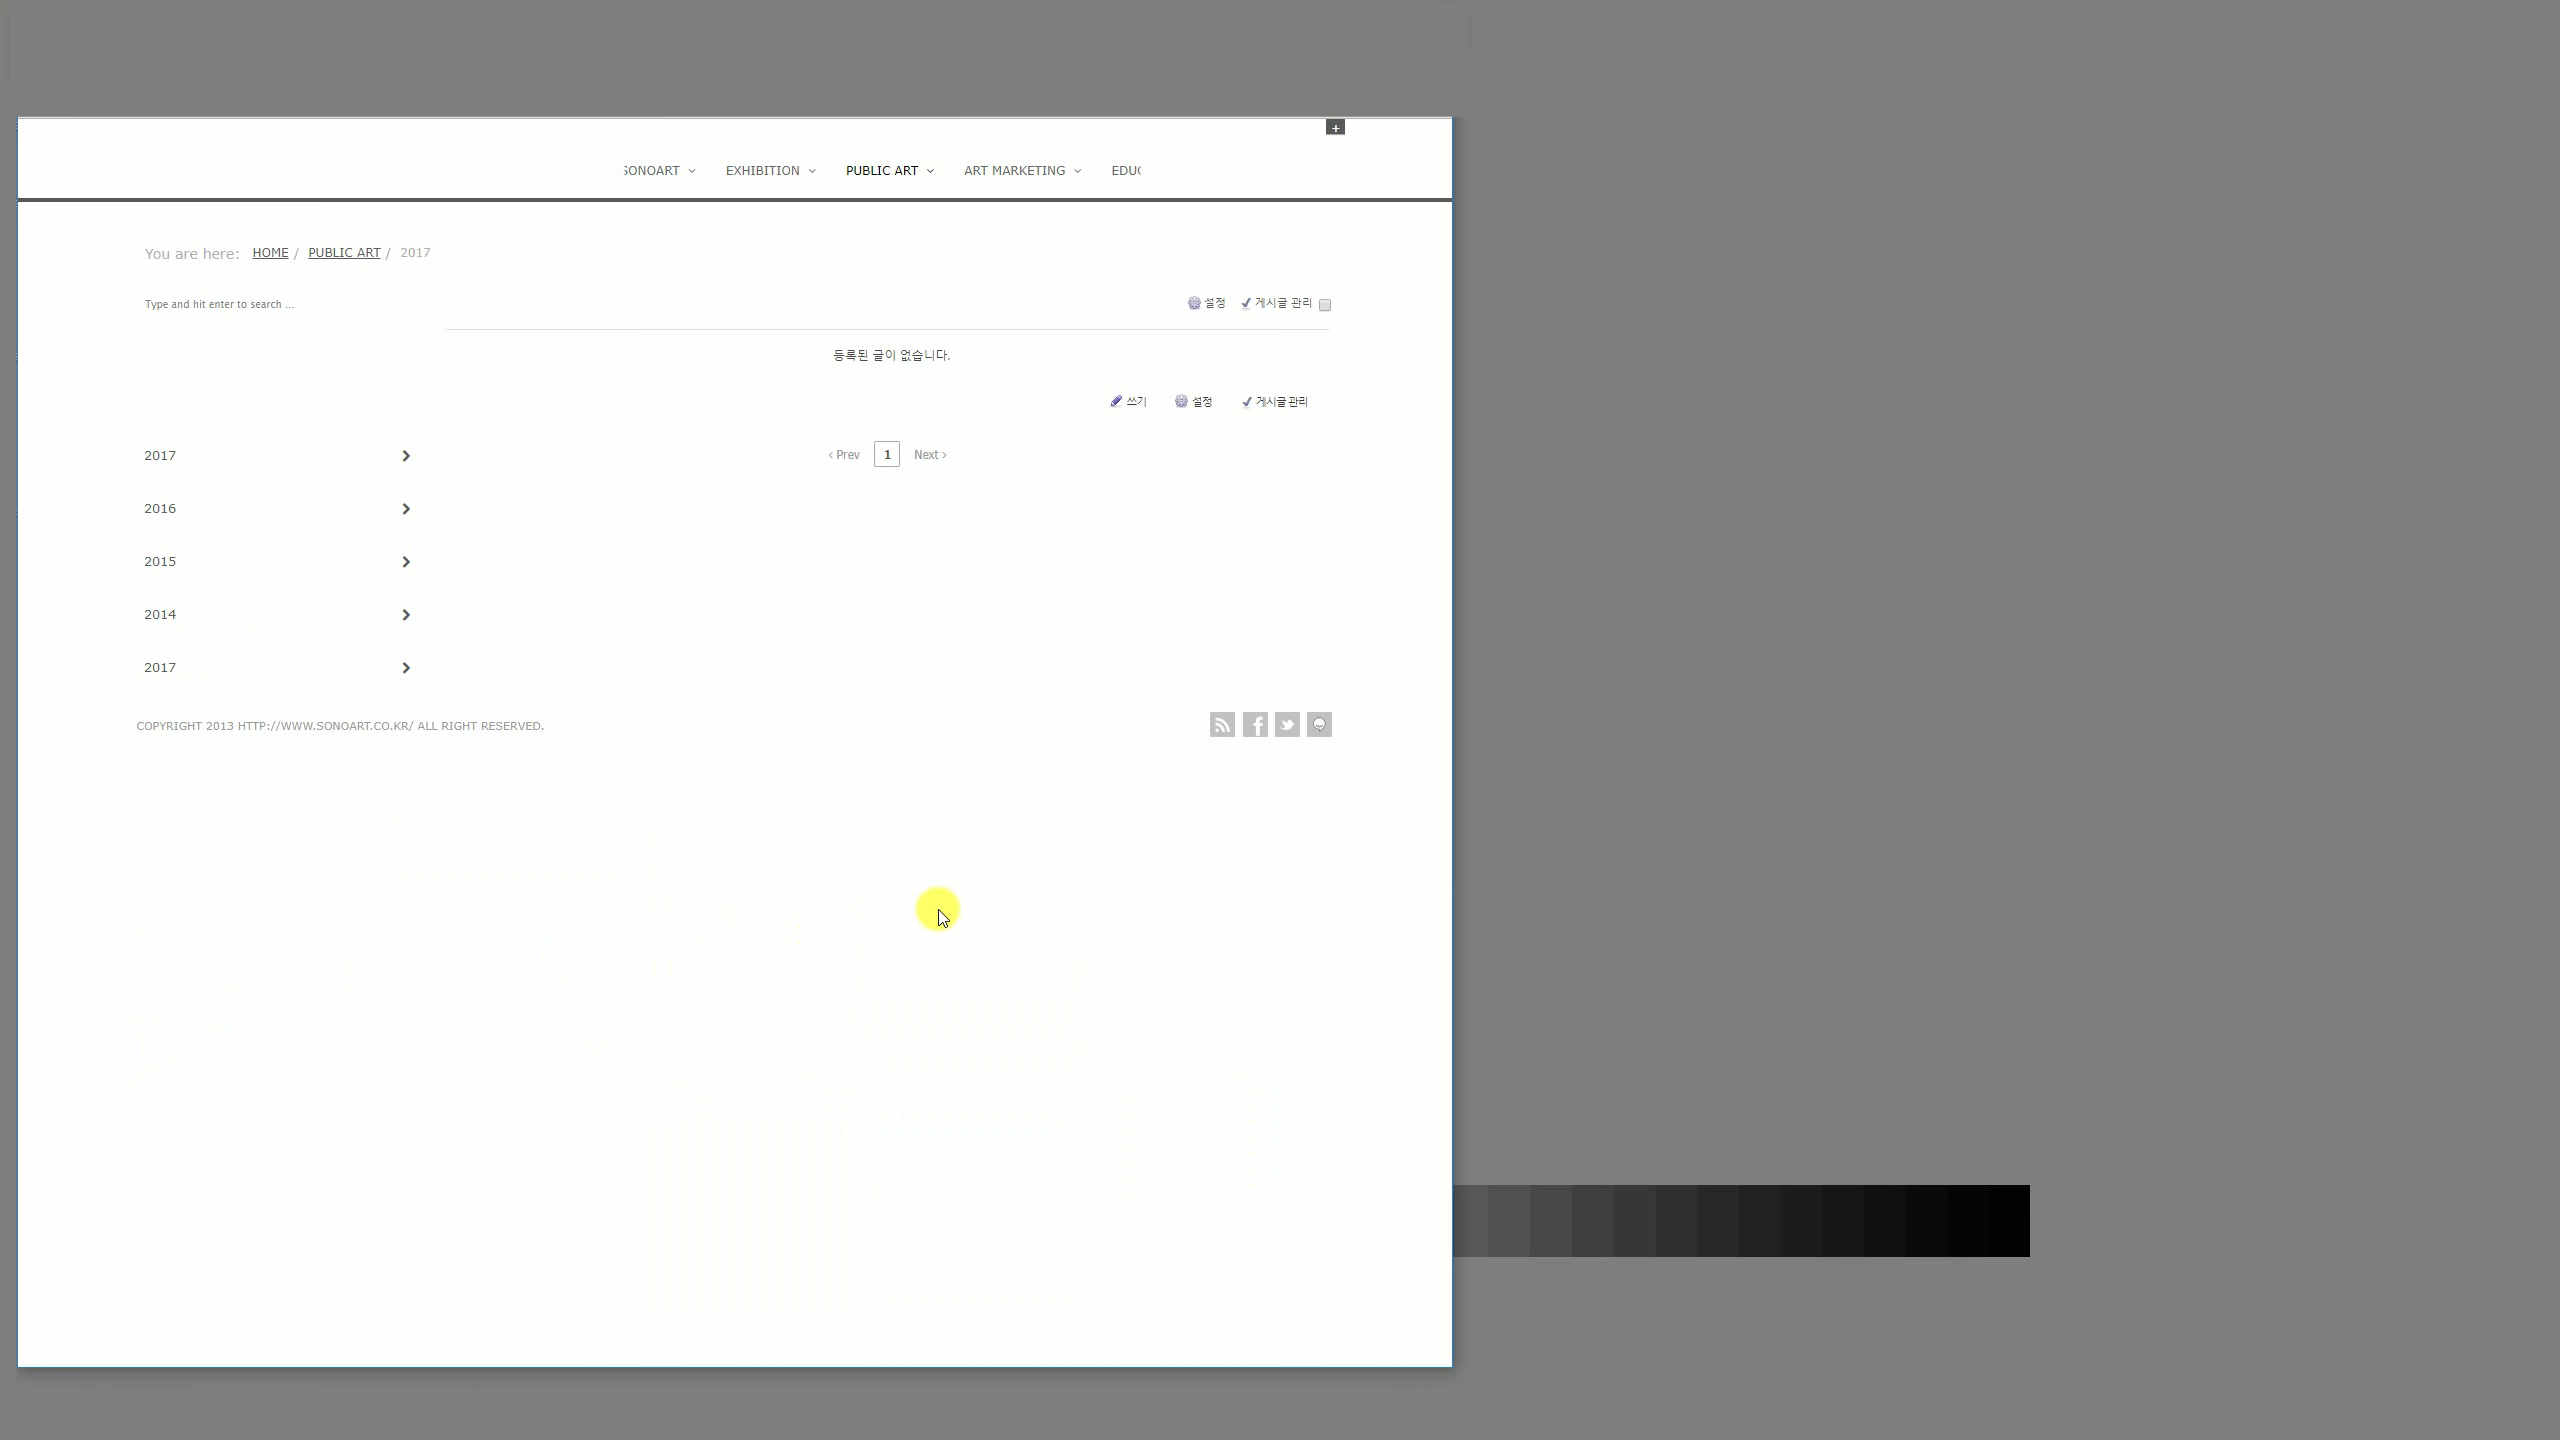 +
SONOART EXHIBITION PUBLIC ART ART MARKETING EDUC
You are here: HOME / PUBLIC ART / 2017
Type and hit enter to search ... 설정 게시글 관리
등록된 글이 없습니다.
쓰기 설정 게시글 관리
2017
‹ Prev 1 Next ›
2016
2015
2014
2017
COPYRIGHT 2013 HTTP://WWW.SONOART.CO.KR/ ALL RIGHT RESERVED.